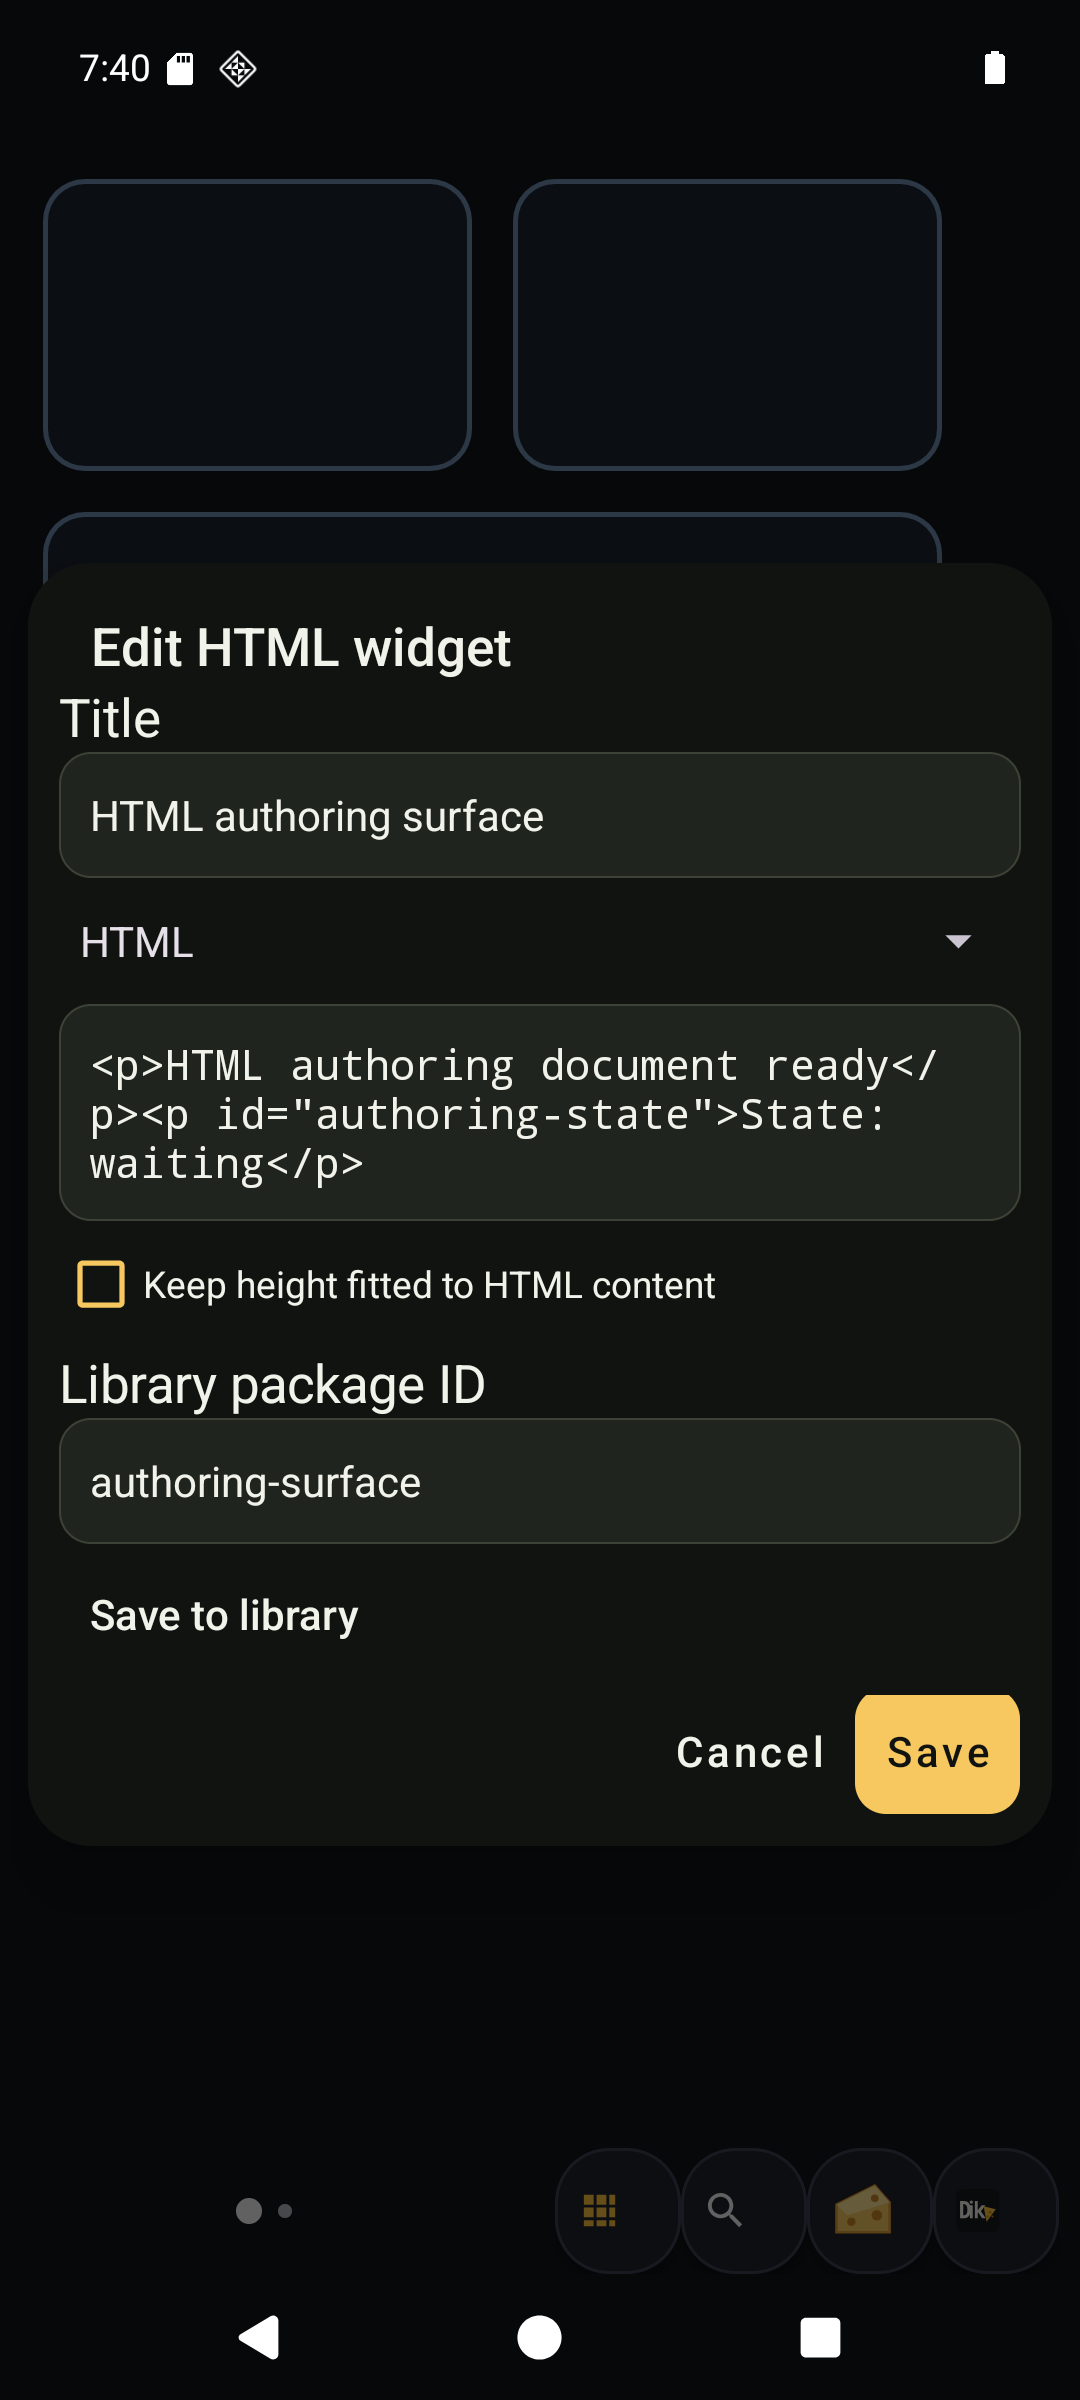 7:40
Edit HTML widget
Title
HTML authoring surface
HTML
<p>HTML authoring document ready</
p><p id="authoring-state">State:
waiting</p>
Keep height fitted to HTML content
Library package ID
authoring-surface
Save to library
Cancel Save
Dik